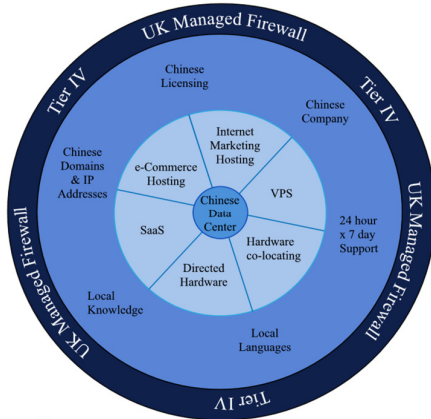 UK Managed Firewall
Tier IV
Tier IV
Chinese
Licensing
Chinese
Company
Internet
Marketing
Hosting
Chinese
Domains
& IP
Addresses
e-Commerce
Hosting
VPS
Chinese
Data
Center
SaaS
24 hour
x 7 day
Support
Hardware
co-locating
Directed
Hardware
Local
Knowledge
Local
Languages
UK Managed Firewall
UK Managed Firewall
Tier IV